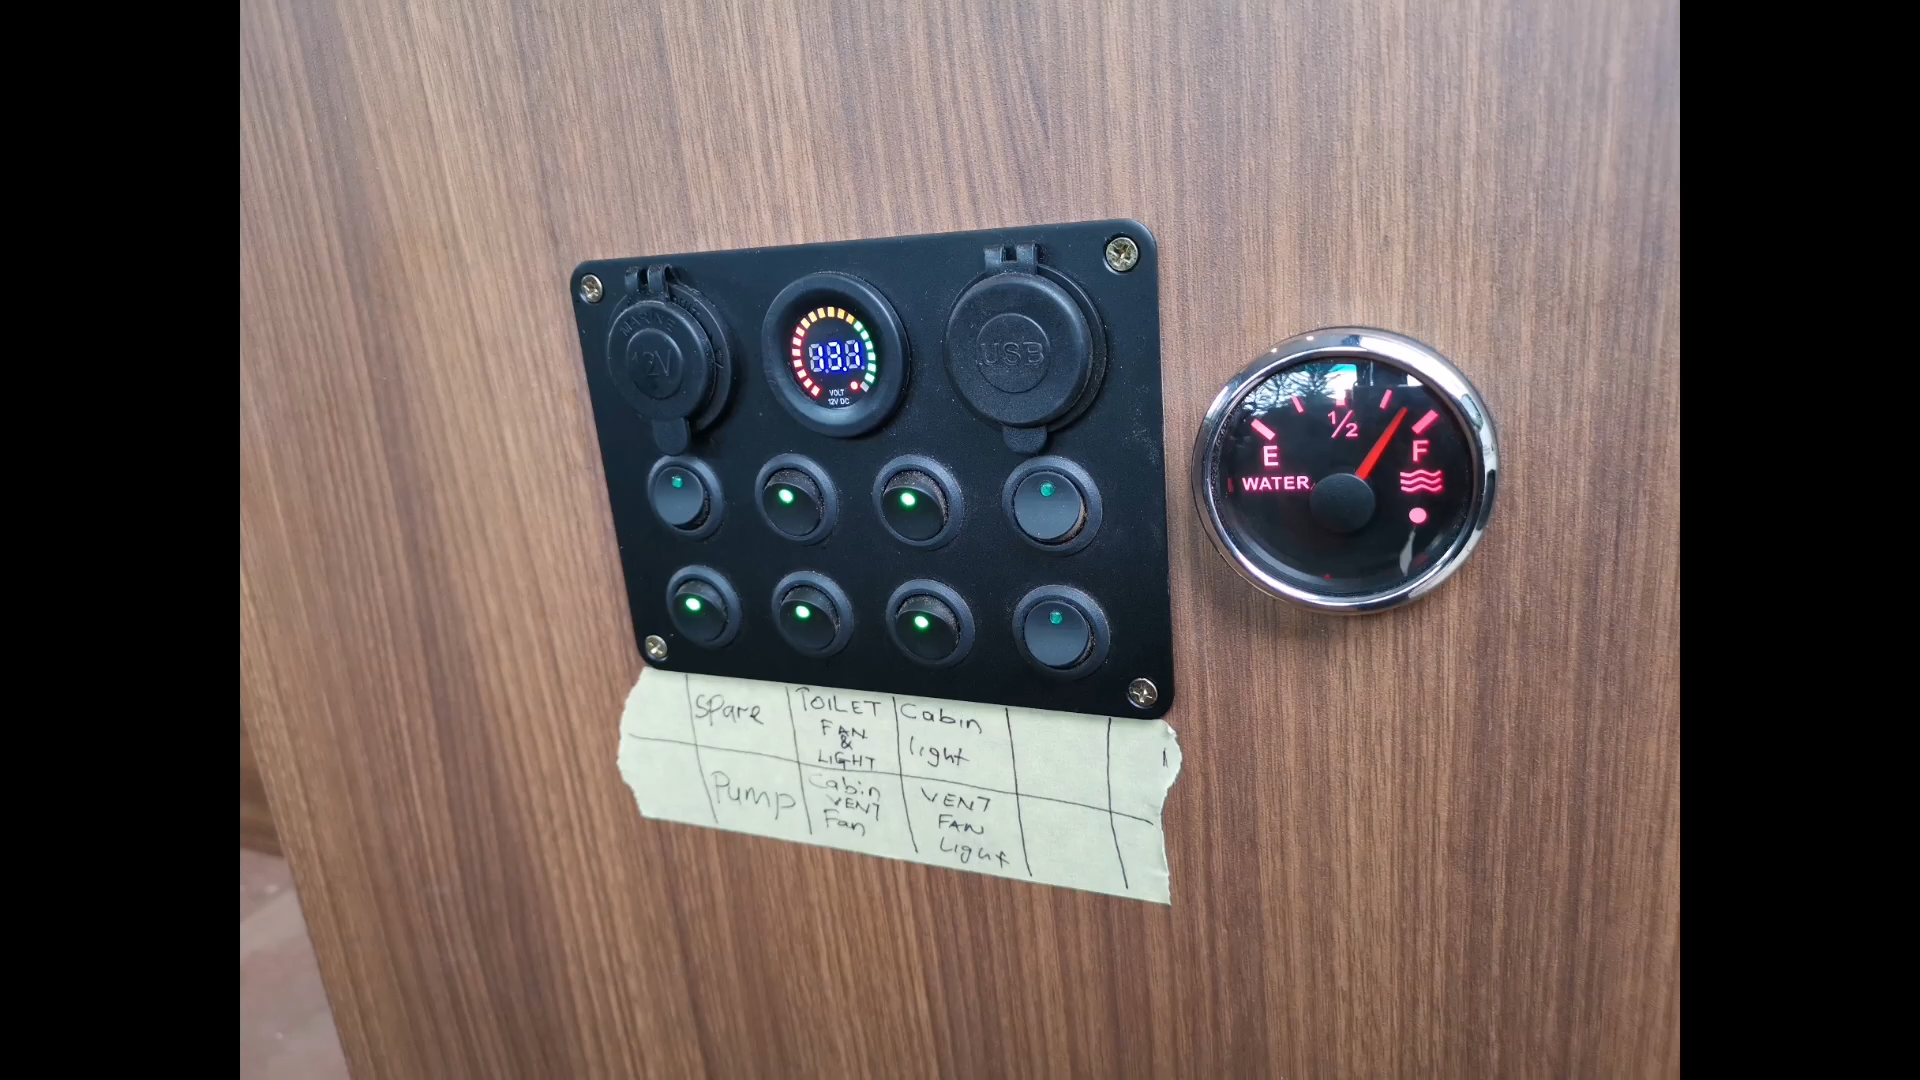 MARINE
12V
VOLT
12V DC
USB
E
1/2
F
WATER
Spare
TOILET
FAN
&
LIGHT
Cabin
light
Pump
Cabin
VENT
Fan
VENT
FAN
Light